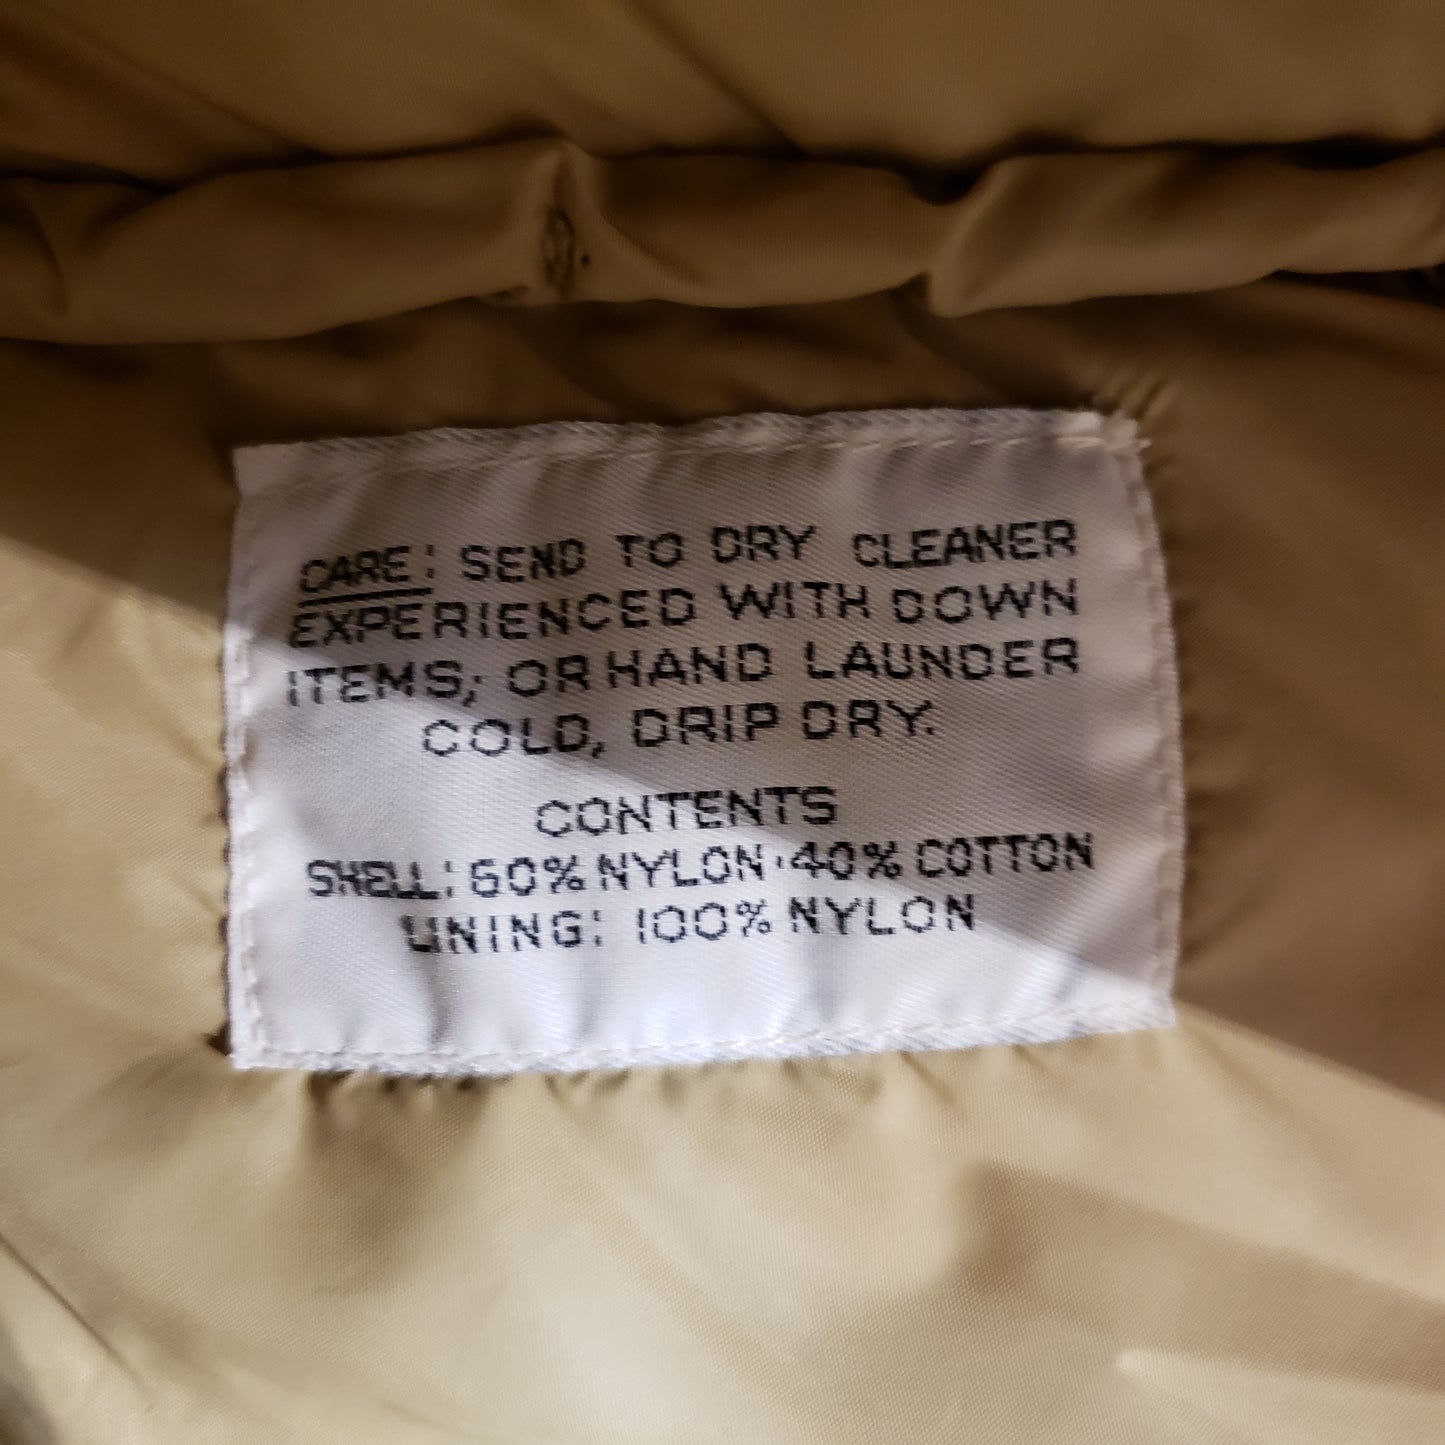 CARE: SEND TO DRY CLEANER
EXPERIENCED WITH DOWN
ITEMS; OR HAND LAUNDER
COLD, DRIP DRY.
CONTENTS
SHELL: 60% NYLON·40% COTTON
LINING: 100% NYLON